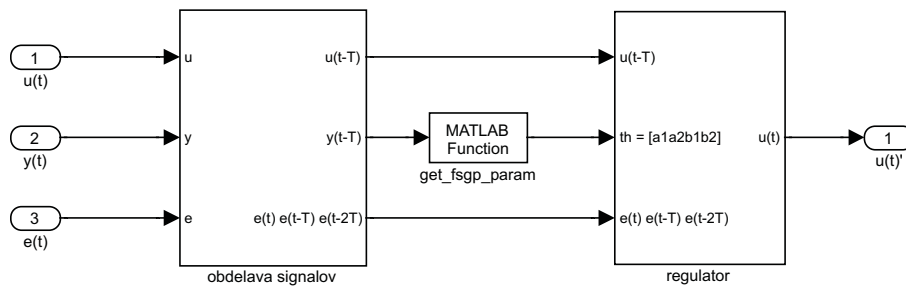 1
u(t)
2
y(t)
3
e(t)
u
y
e
u(t-T)
y(t-T)
e(t) e(t-T) e(t-2T)
obdelava signalov
MATLAB
Function
get_fsgp_param
u(t-T)
th = [a1a2b1b2]
e(t) e(t-T) e(t-2T)
u(t)
regulator
1
u(t)'